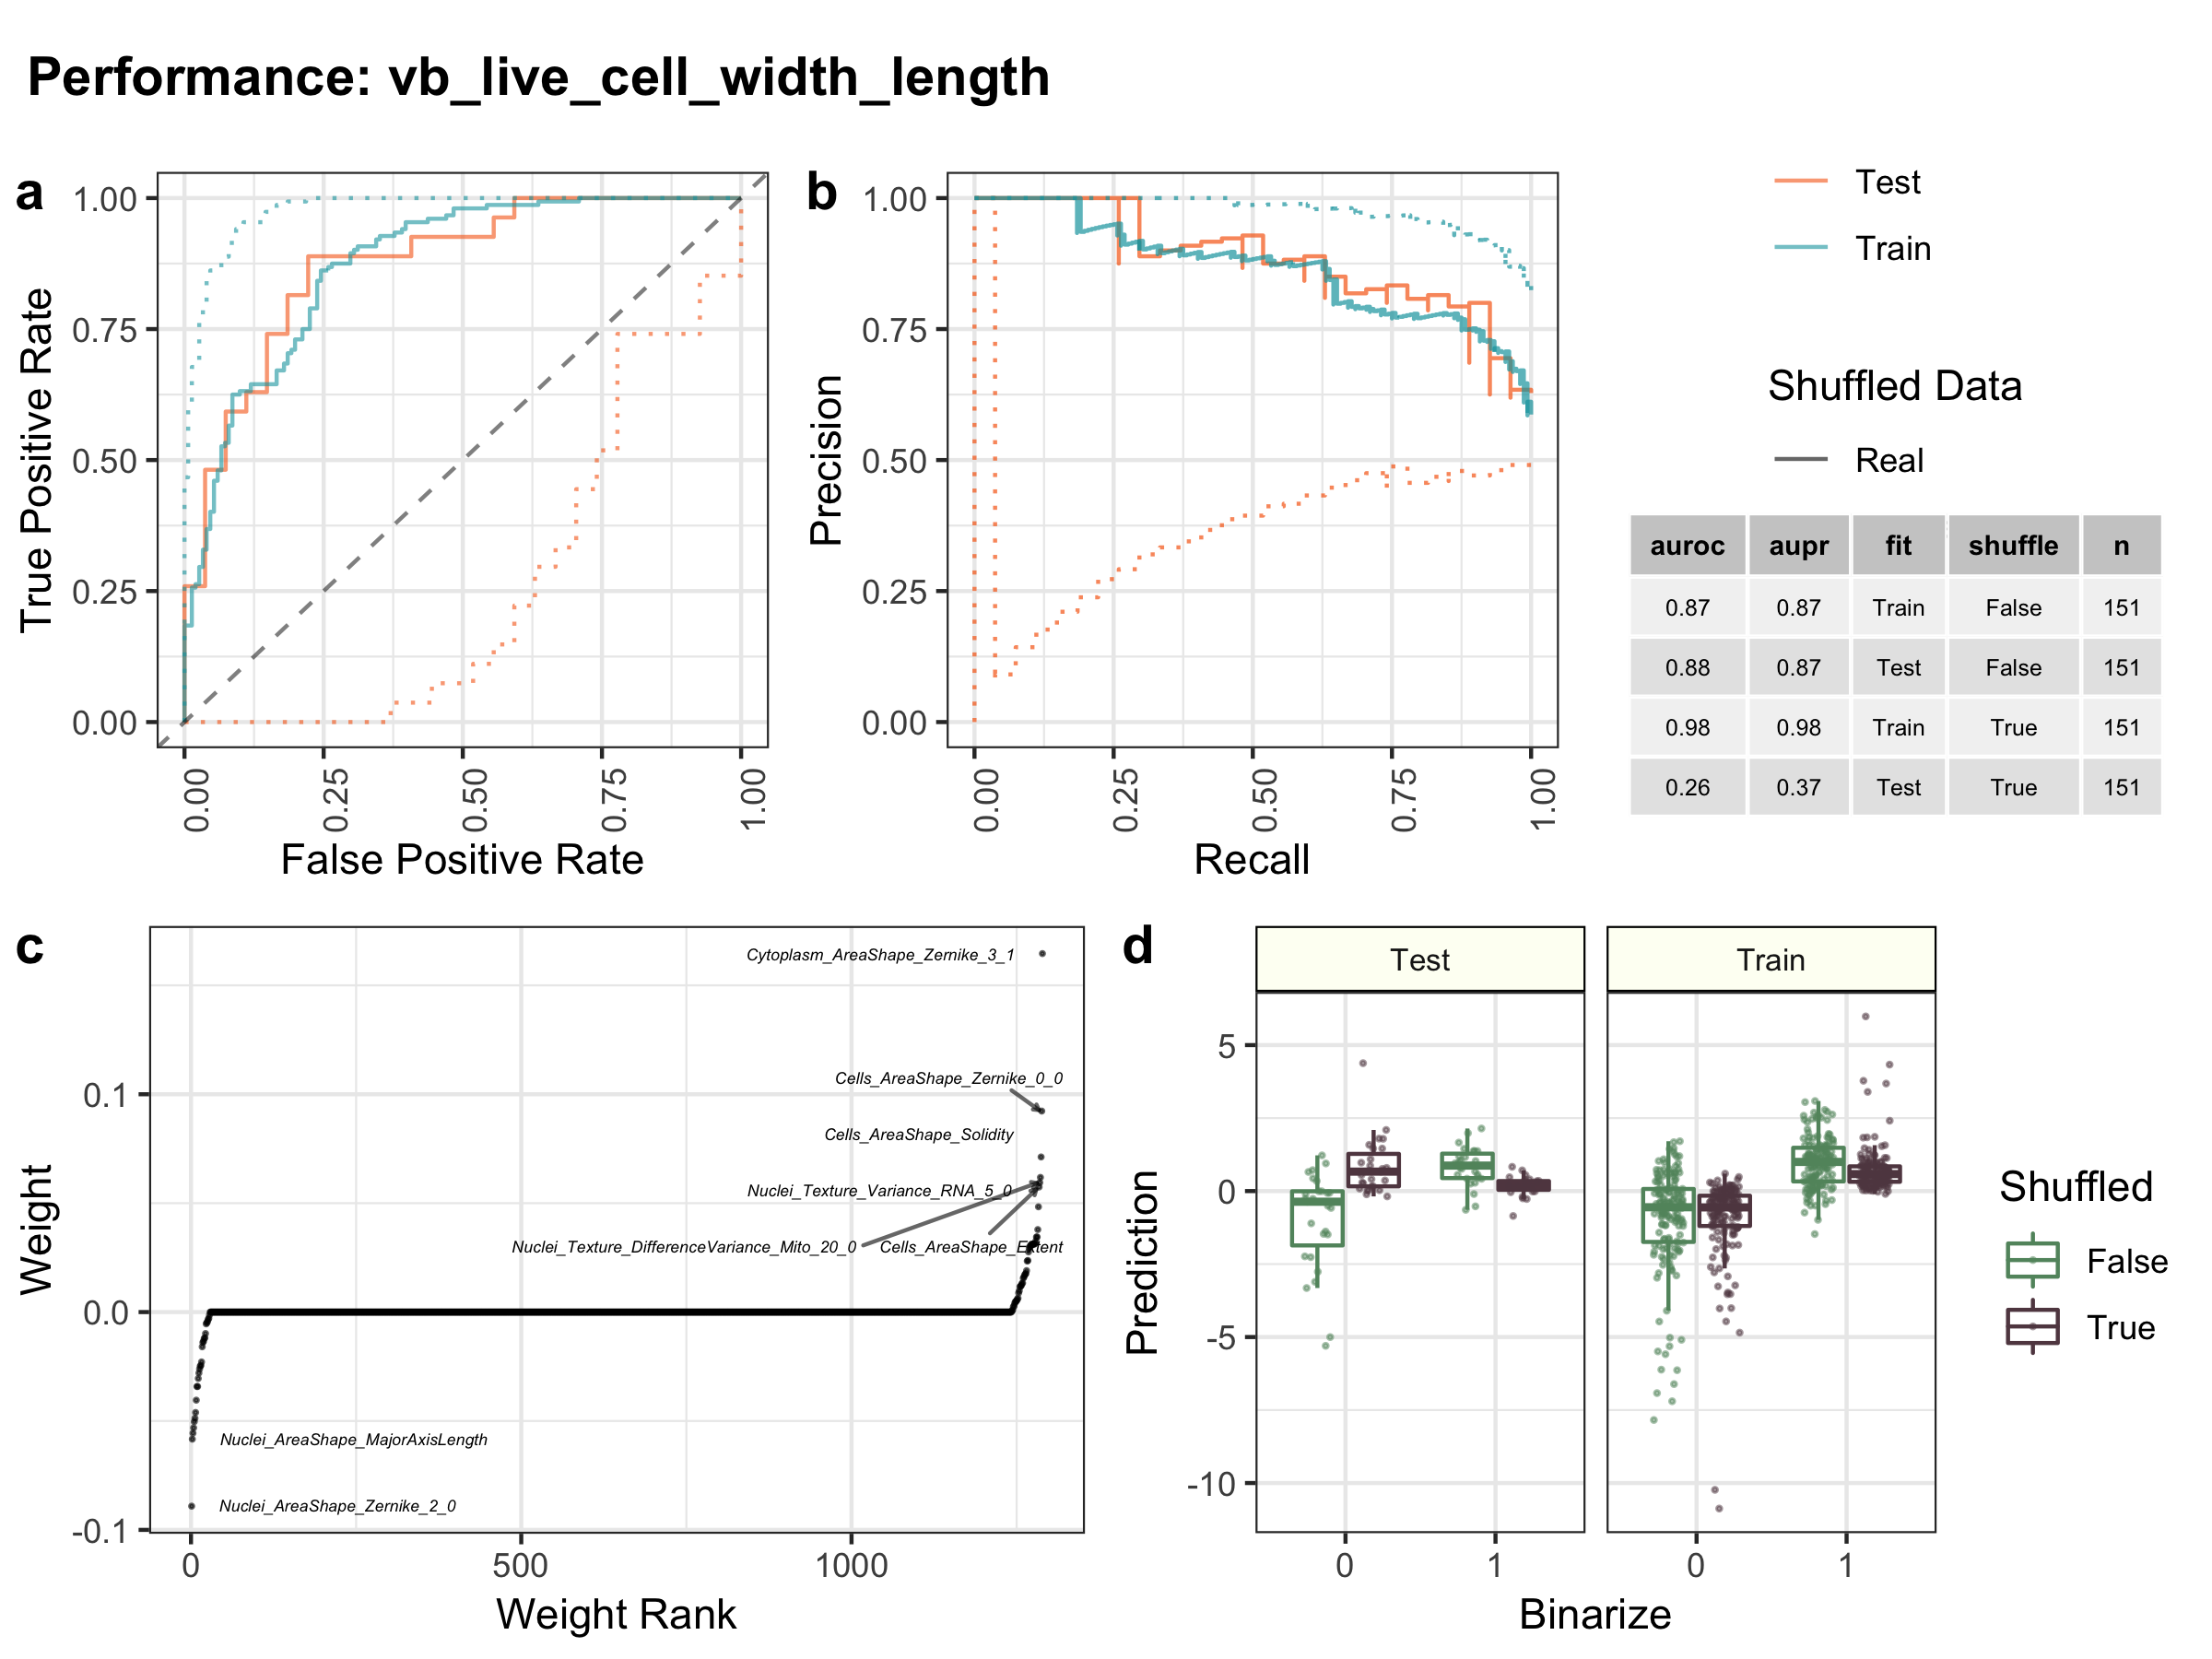 Performance: vb_live_cell_width_length
a
True Positive Rate
1.00
0.75
0.50
0.25
0.00
0.00
0.25
0.50
0.75
1.00
False Positive Rate
b
Precision
1.00
0.75
0.50
0.25
0.00
0.00
0.25
0.50
0.75
1.00
Recall
Test
Train
Shuffled Data
Real
auroc aupr fit shuffle n
0.87 0.87 Train False 151
0.88 0.87 Test False 151
0.98 0.98 Train True 151
0.26 0.37 Test True 151
c
Weight
0.1
0.0
-0.1
Cytoplasm_AreaShape_Zernike_3_1
Cells_AreaShape_Zernike_0_0
Cells_AreaShape_Solidity
Nuclei_Texture_Variance_RNA_5_0
Nuclei_Texture_DifferenceVariance_Mito_20_0
Cells_AreaShape_Extent
Nuclei_AreaShape_MajorAxisLength
Nuclei_AreaShape_Zernike_2_0
0
500
1000
Weight Rank
d
Test
Train
Prediction
5
0
-5
-10
0
1
0
1
Binarize
Shuffled
False
True